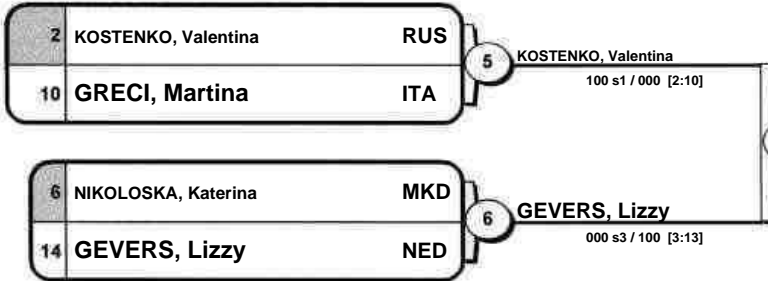 2 KOSTENKO, Valentina RUS
10 GRECI, Martina ITA
5 KOSTENKO, Valentina
100 s1 / 000 [2:10]
6 NIKOLOSKA, Katerina MKD
14 GEVERS, Lizzy NED
6 GEVERS, Lizzy
000 s3 / 100 [3:13]